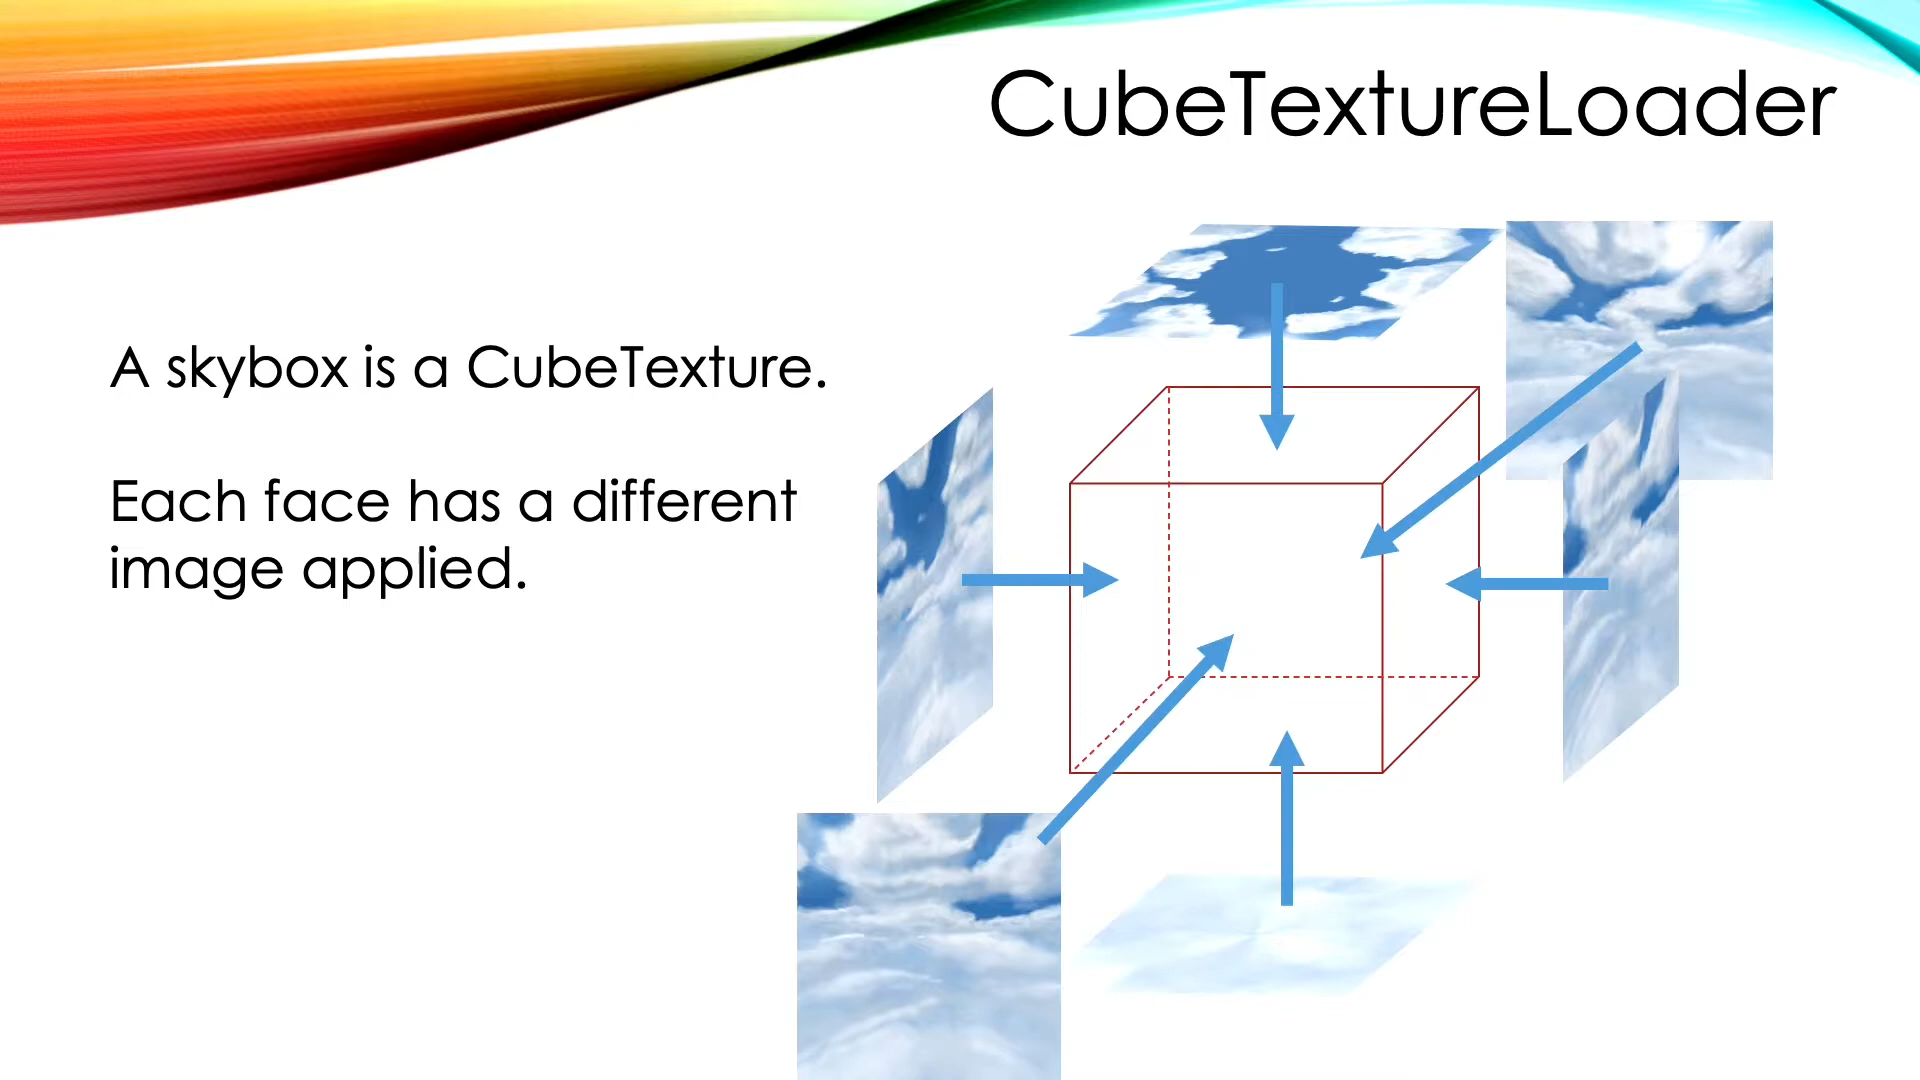 CubeTextureLoader
A skybox is a CubeTexture.
Each face has a different
image applied.